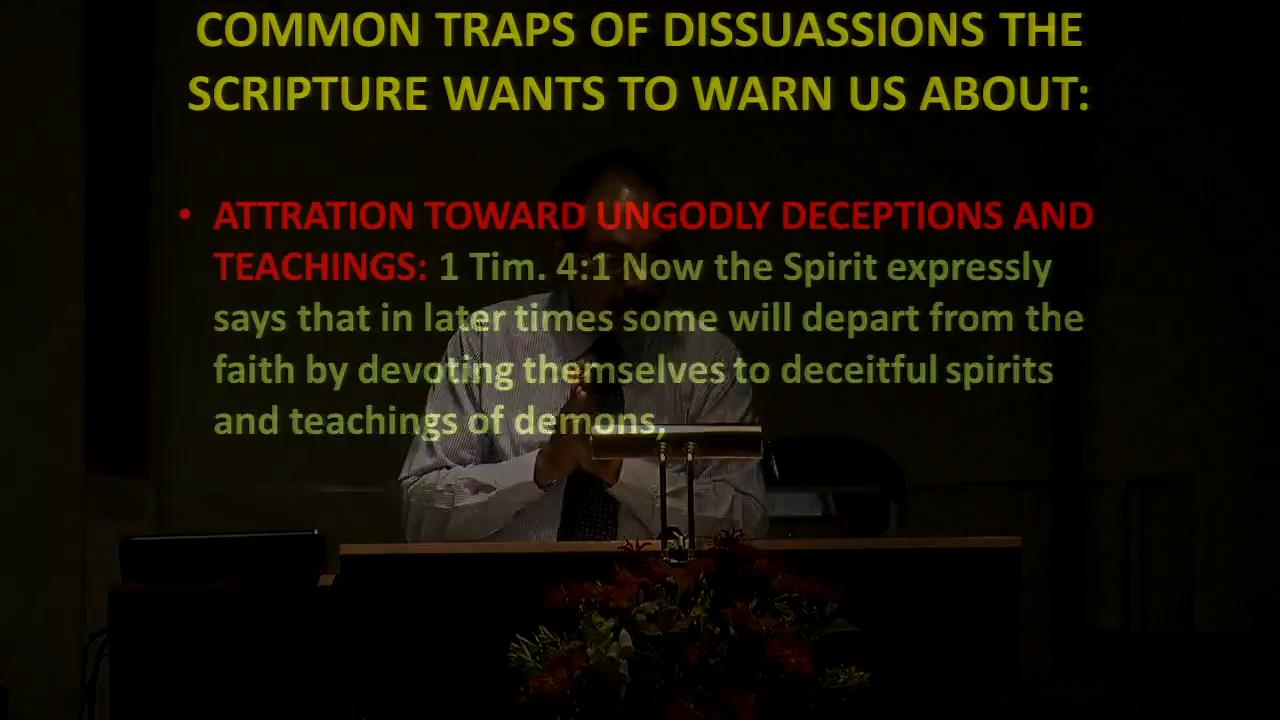 COMMON TRAPS OF DISSUASSIONS THE
SCRIPTURE WANTS TO WARN US ABOUT:
• ATTRATION TOWARD UNGODLY DECEPTIONS AND
TEACHINGS: 1 Tim. 4:1 Now the Spirit expressly
says that in later times some will depart from the
faith by devoting themselves to deceitful spirits
and teachings of demons,